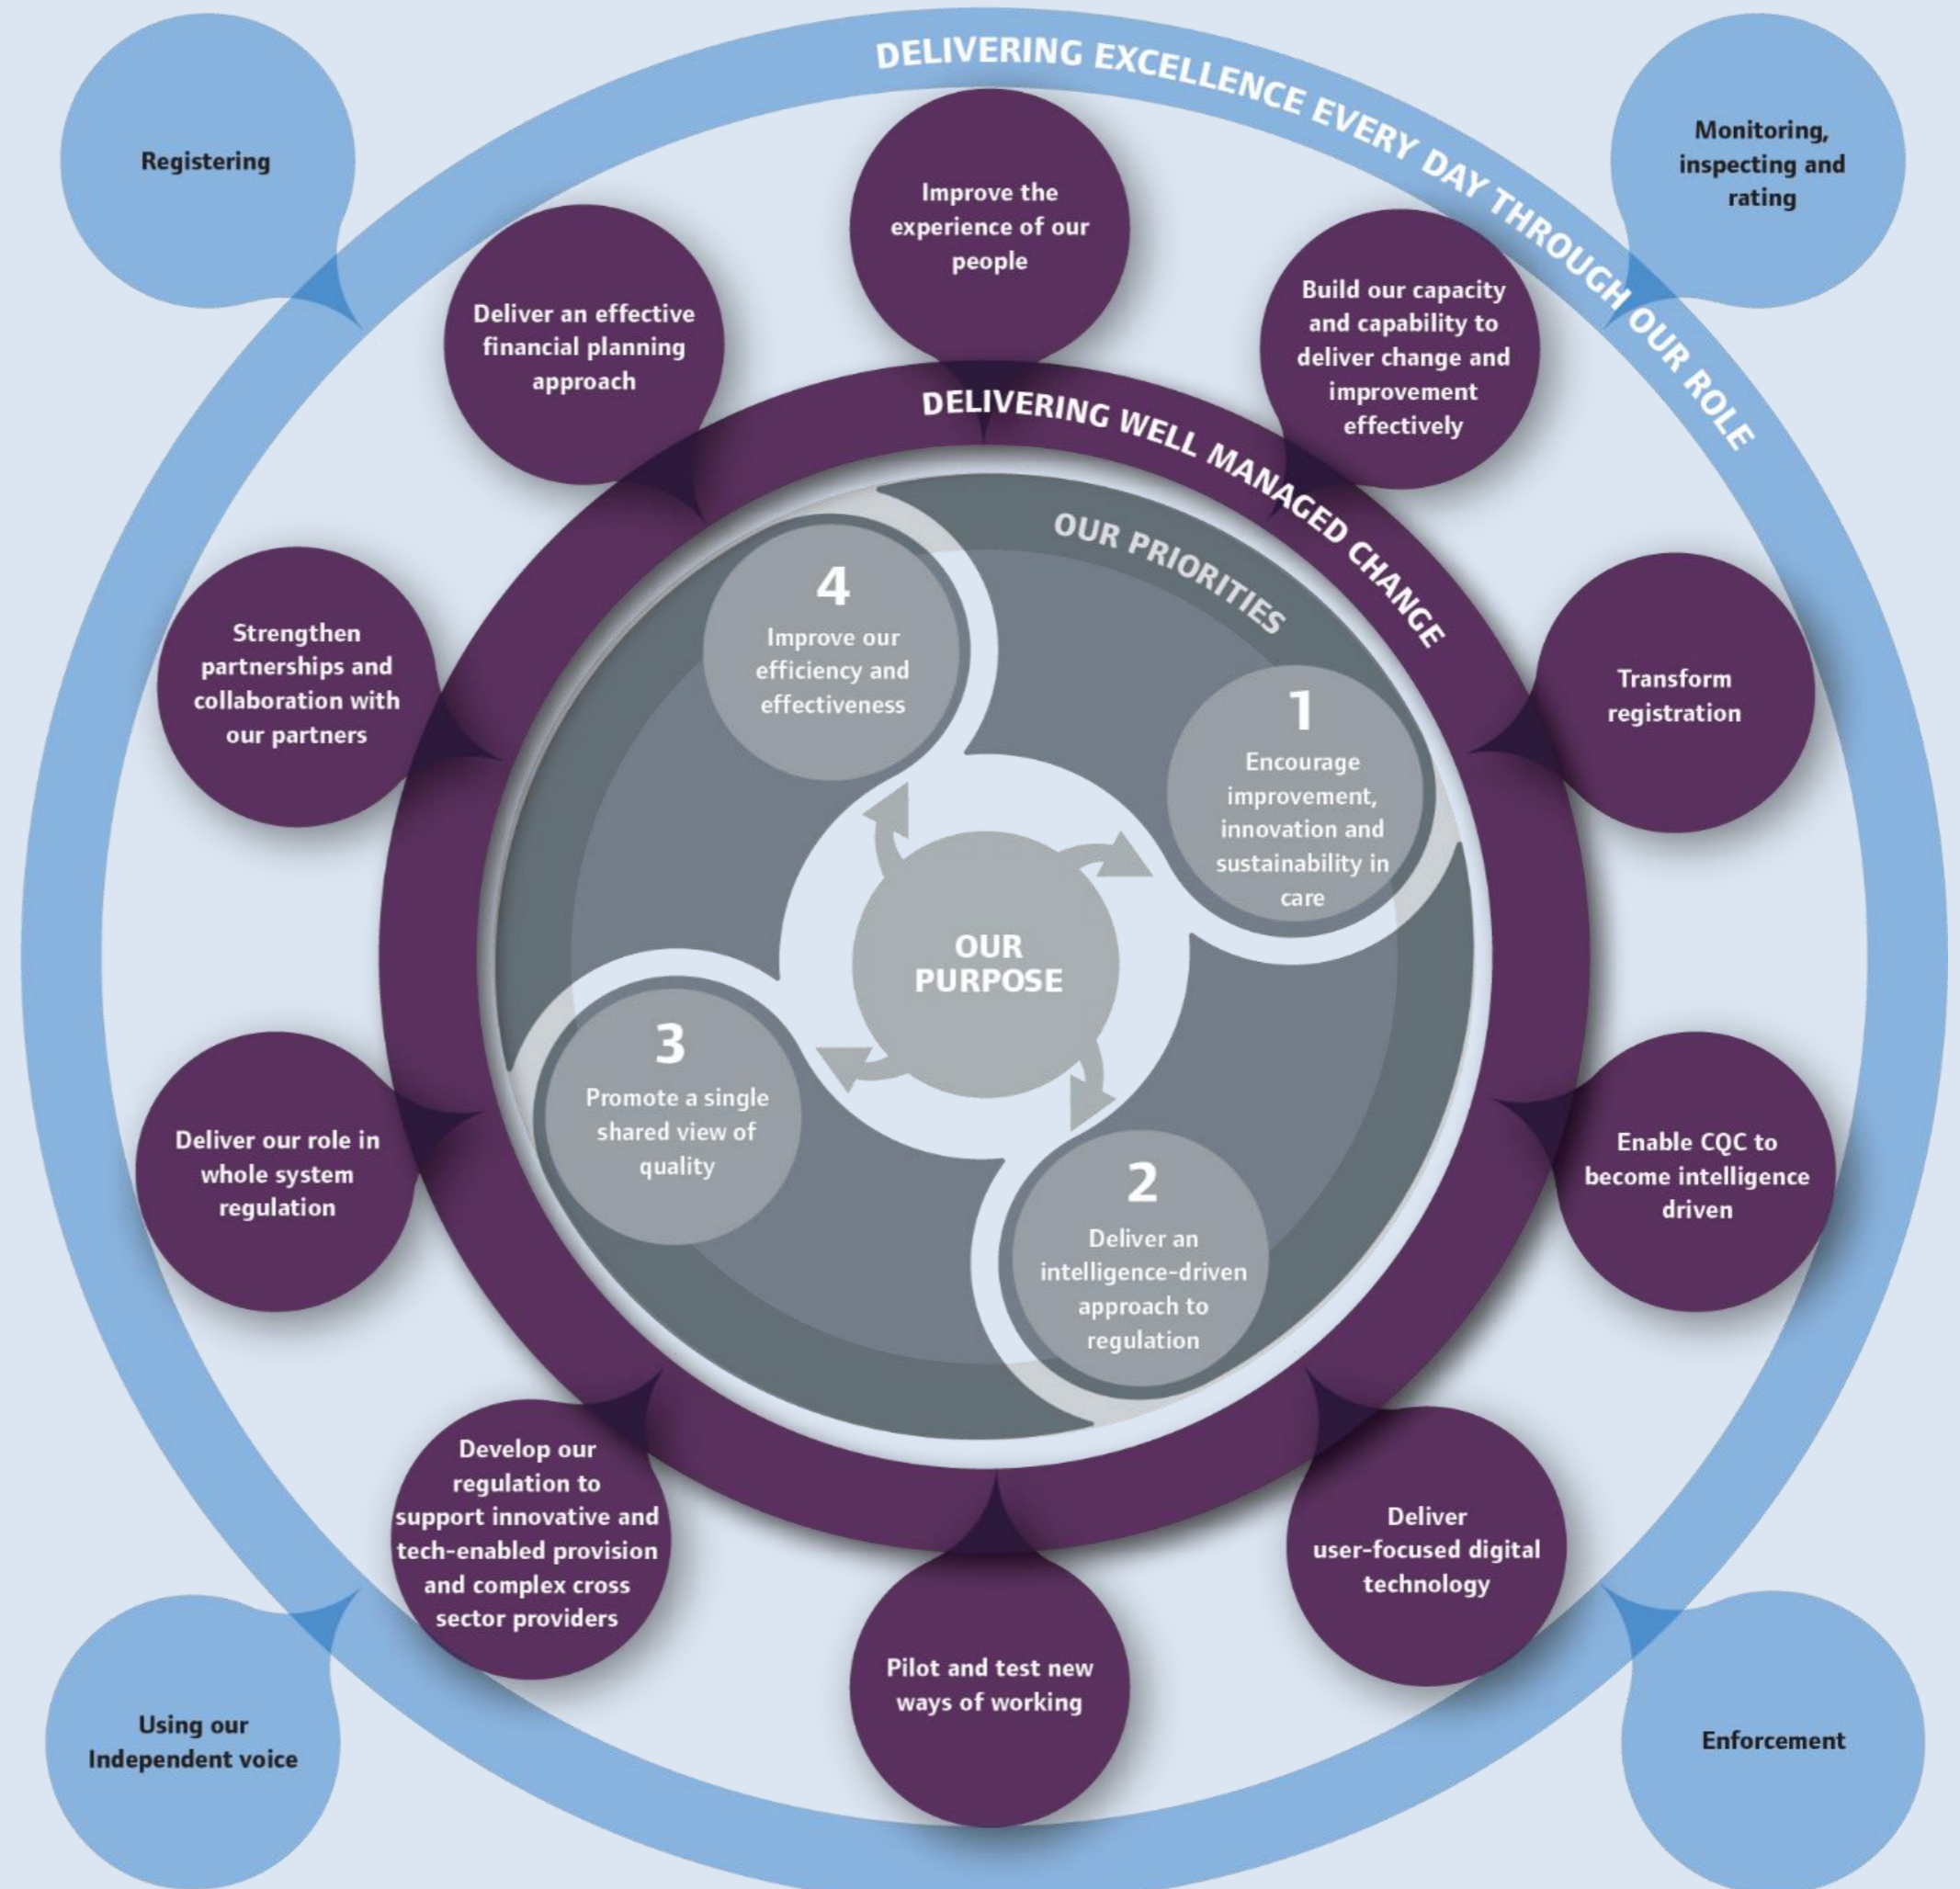 DELIVERING EXCELLENCE EVERY DAY THROUGH OUR ROLE
Registering
Monitoring,
inspecting and
rating
Enforcement
Using our
Independent voice
DELIVERING WELL MANAGED CHANGE
Improve the
experience of our
people
Build our capacity
and capability to
deliver change and
improvement
effectively
Transform
registration
Enable CQC to
become intelligence
driven
Deliver
user-focused digital
technology
Pilot and test new
ways of working
Develop our
regulation to
support innovative and
tech-enabled provision
and complex cross
sector providers
Deliver our role in
whole system
regulation
Strengthen
partnerships and
collaboration with
our partners
Deliver an effective
financial planning
approach
OUR PRIORITIES
1
Encourage
improvement,
innovation and
sustainability in
care
2
Deliver an
intelligence-driven
approach to
regulation
3
Promote a single
shared view of
quality
4
Improve our
efficiency and
effectiveness
OUR
PURPOSE